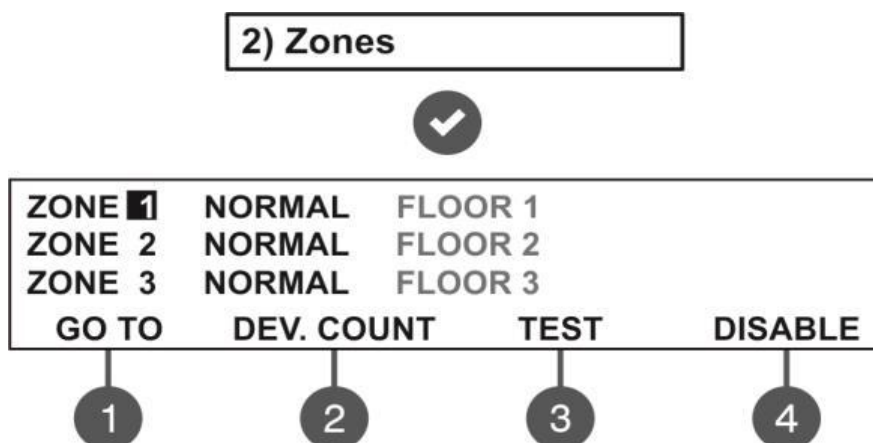 2) Zones
ZONE 1 NORMAL FLOOR 1
ZONE 2 NORMAL FLOOR 2
ZONE 3 NORMAL FLOOR 3
GO TO DEV. COUNT TEST DISABLE
1 2 3 4